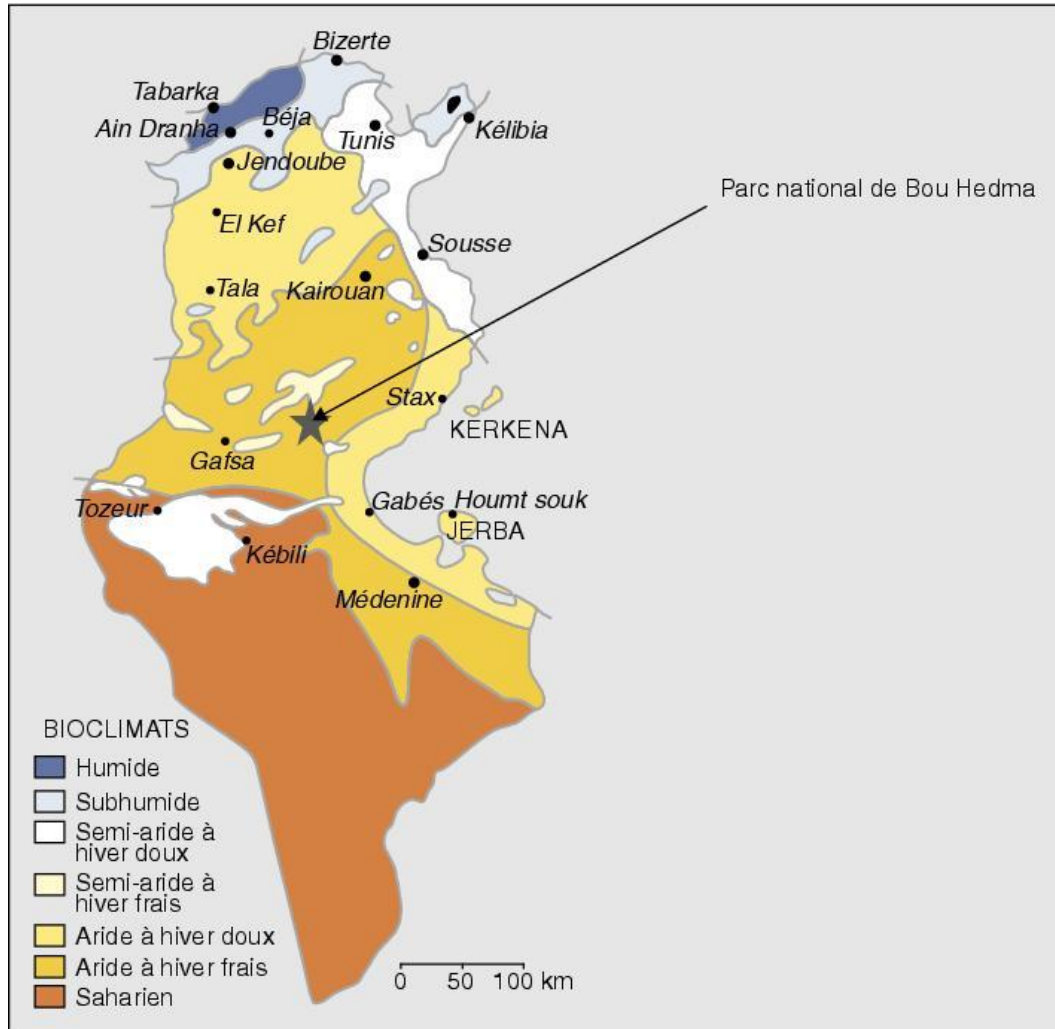 Bizerte
Tabarka
Ain Dranha
Béja
Tunis
Kélibia
Jendoube
El Kef
Parc national de Bou Hedma
Sousse
Tala
Kairouan
Stax
KERKENA
Gafsa
Tozeur
Gabés
Houmt souk
JERBA
Kébili
Médenine
BIOCLIMATS
Humide
Subhumide
Semi-aride à
hiver doux
Semi-aride à
hiver frais
Aride à hiver doux
Aride à hiver frais
Saharien
0 50 100 km